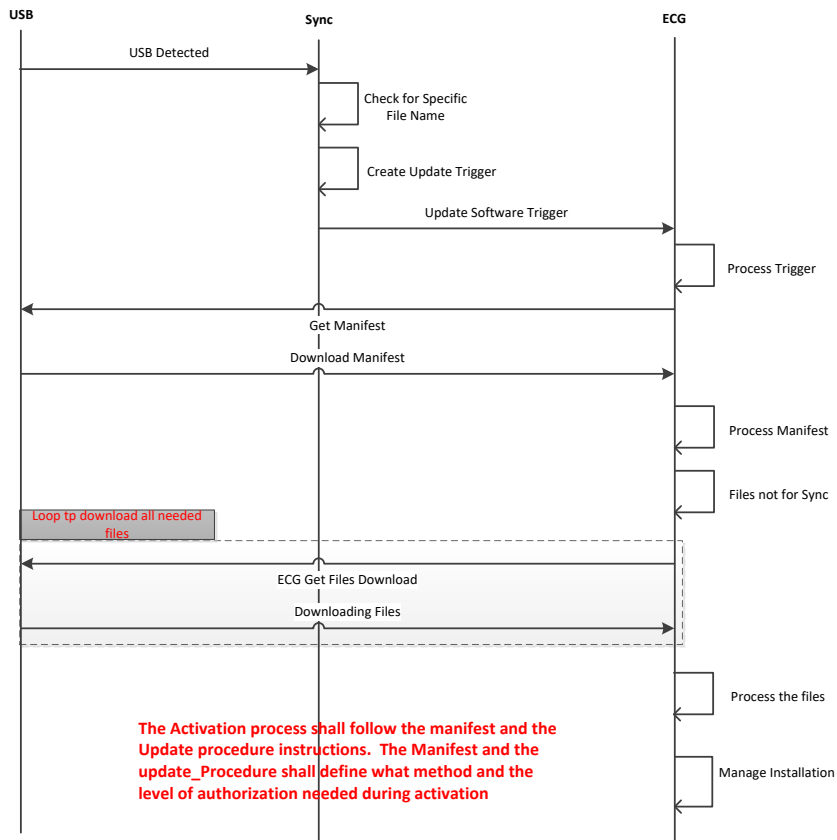 USB
Sync
ECG
USB Detected
Check for Specific
File Name
Create Update Trigger
Update Software Trigger
Process Trigger
Get Manifest
Download Manifest
Process Manifest
Files not for Sync
Loop tp download all needed
files
ECG Get Files Download
Downloading Files
Process the files
The Activation process shall follow the manifest and the
Update procedure instructions.  The Manifest and the
update_Procedure shall define what method and the
level of authorization needed during activation
Manage Installation